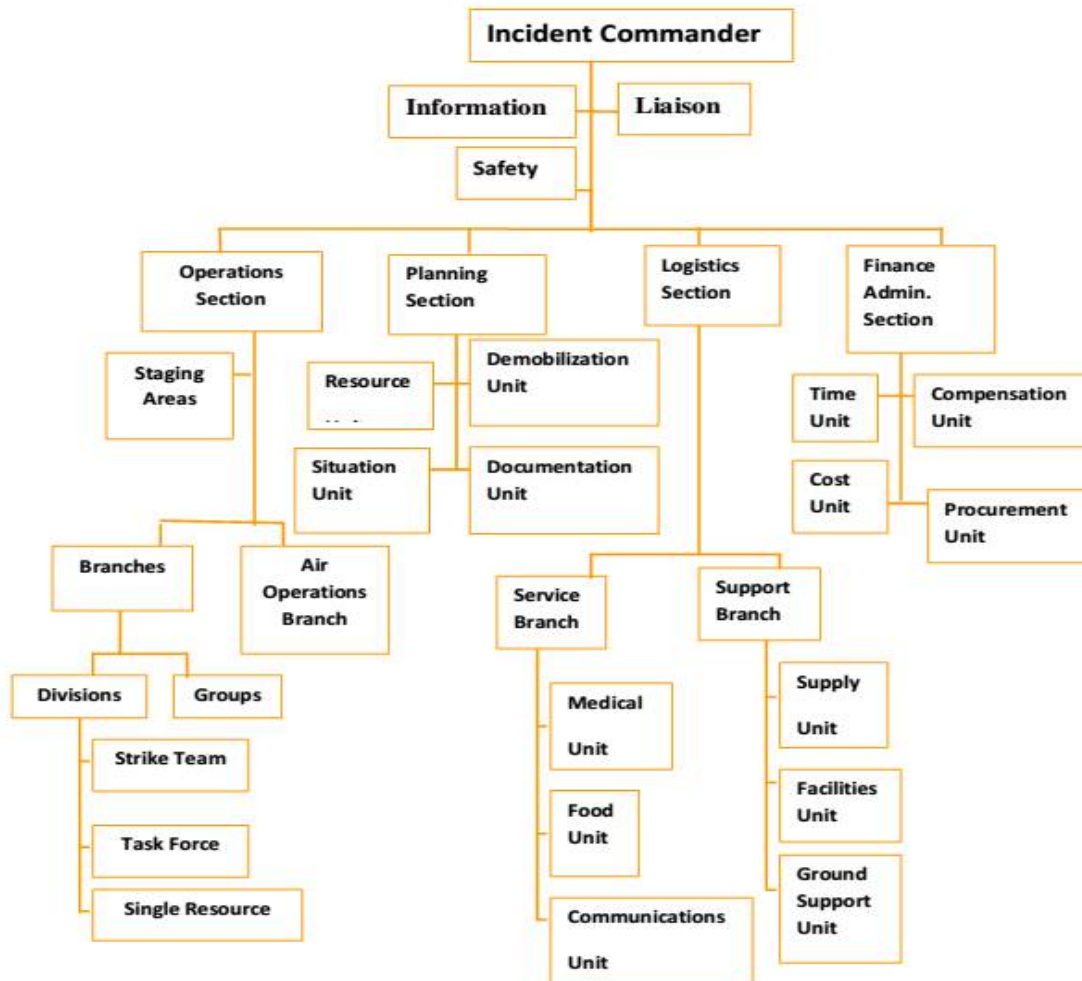 Incident Commander
Information
Liaison
Safety
Operations
Section
Planning
Section
Logistics
Section
Finance
Admin.
Section
Staging
Areas
Resource
Demobilization
Unit
Situation
Unit
Documentation
Unit
Time
Unit
Compensation
Unit
Cost
Unit
Procurement
Unit
Branches
Air
Operations
Branch
Service
Branch
Support
Branch
Divisions
Groups
Strike Team
Task Force
Single Resource
Medical
Unit
Food
Unit
Communications
Unit
Supply
Unit
Facilities
Unit
Ground
Support
Unit